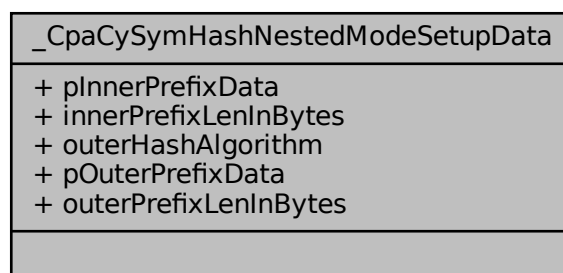 _CpaCySymHashNestedModeSetupData
+ pInnerPrefixData
+ innerPrefixLenInBytes
+ outerHashAlgorithm
+ pOuterPrefixData
+ outerPrefixLenInBytes